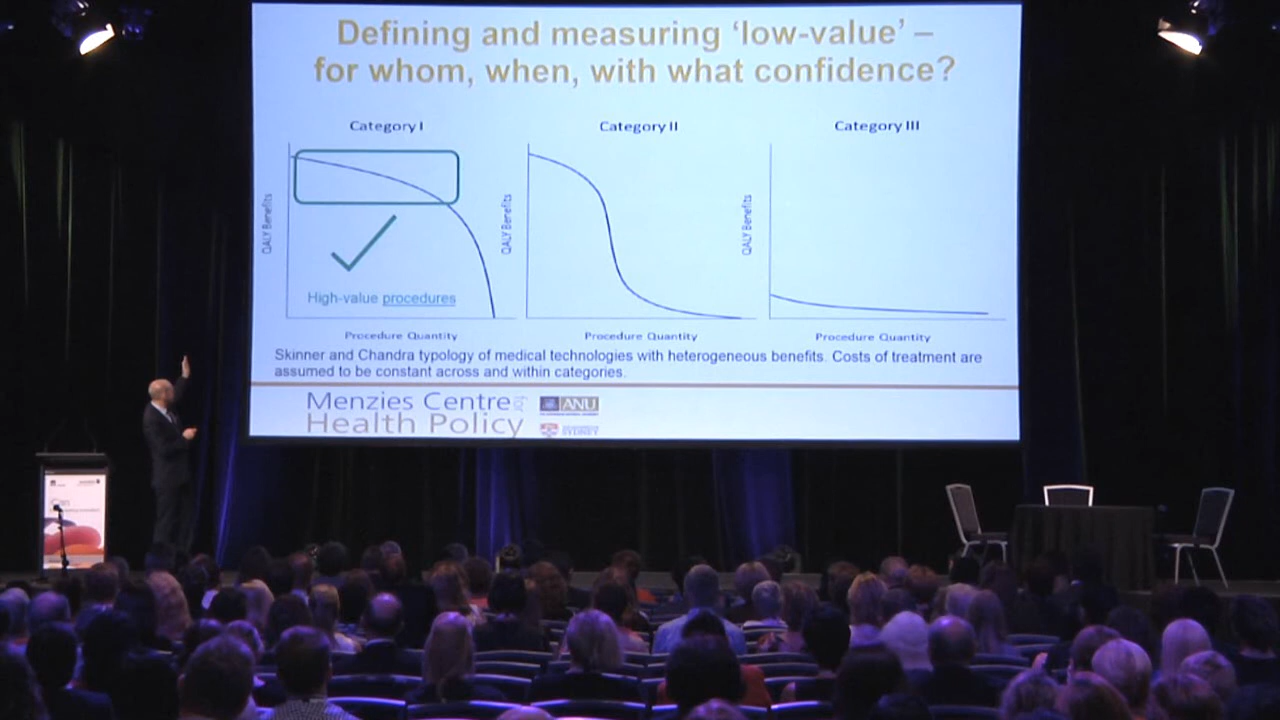 Defining and measuring ‘low-value’ –
for whom, when, with what confidence?
Category I
Category II
Category III
QALY Benefits
QALY Benefits
QALY Benefits
High-value procedures
Procedure Quantity
Procedure Quantity
Procedure Quantity
Skinner and Chandra typology of medical technologies with heterogeneous benefits. Costs of treatment are
assumed to be constant across and within categories.
Menzies Centre for
Health Policy
ANU
SYDNEY